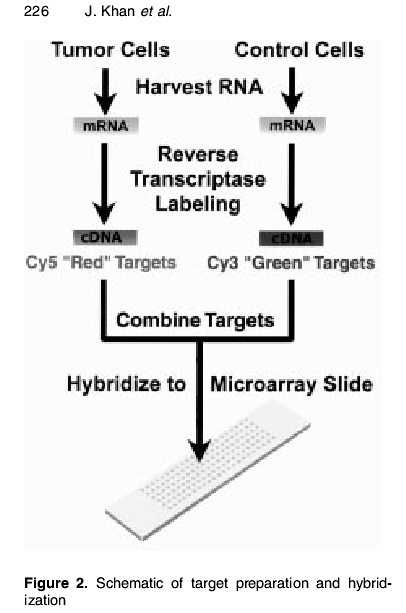 226 J. Khan et al.
Tumor Cells Control Cells
Harvest RNA
mRNA mRNA
Reverse
Transcriptase
Labeling
cDNA cDNA
Cy5 "Red" Targets Cy3 "Green" Targets
Combine Targets
Hybridize to Microarray Slide
Figure 2. Schematic of target preparation and hybrid-
ization